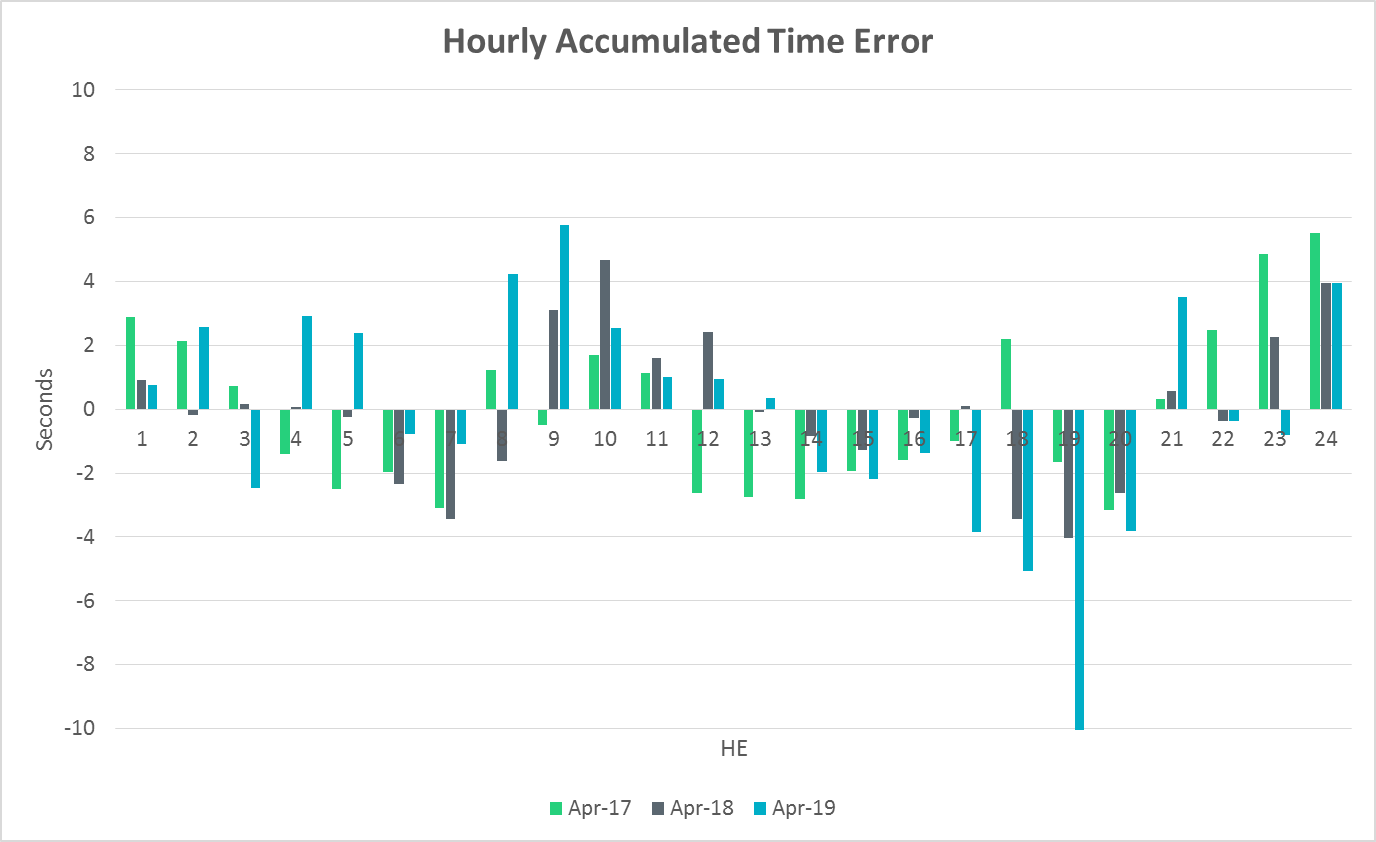 Hourly Accumulated Time Error
10
8
6
4
2
0
-2
-4
-6
-8
-10
Seconds
1 2 3 4 5 6 7 8 9 10 11 12 13 14 15 16 17 18 19 20 21 22 23 24
HE
Apr-17 Apr-18 Apr-19